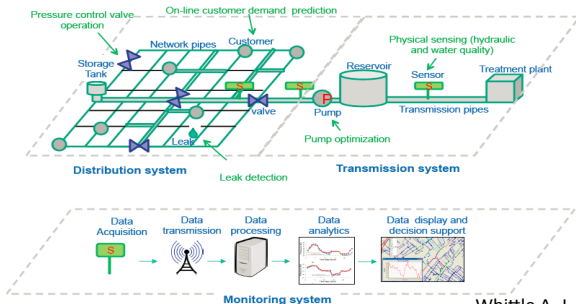 Pressure control valve
operation
On-line customer demand prediction
Network pipes
Customer
Physical sensing (hydraulic
and water quality)
Storage
Tank
Reservoir
Sensor
Treatment plant
S
S
S
P
valve
Pump
Transmission pipes
Leak
Pump optimization
Leak detection
Distribution system
Transmission system
Data
Acquisition
Data
transmission
Data
processing
Data
analytics
Data display and
decision support
S
Monitoring system